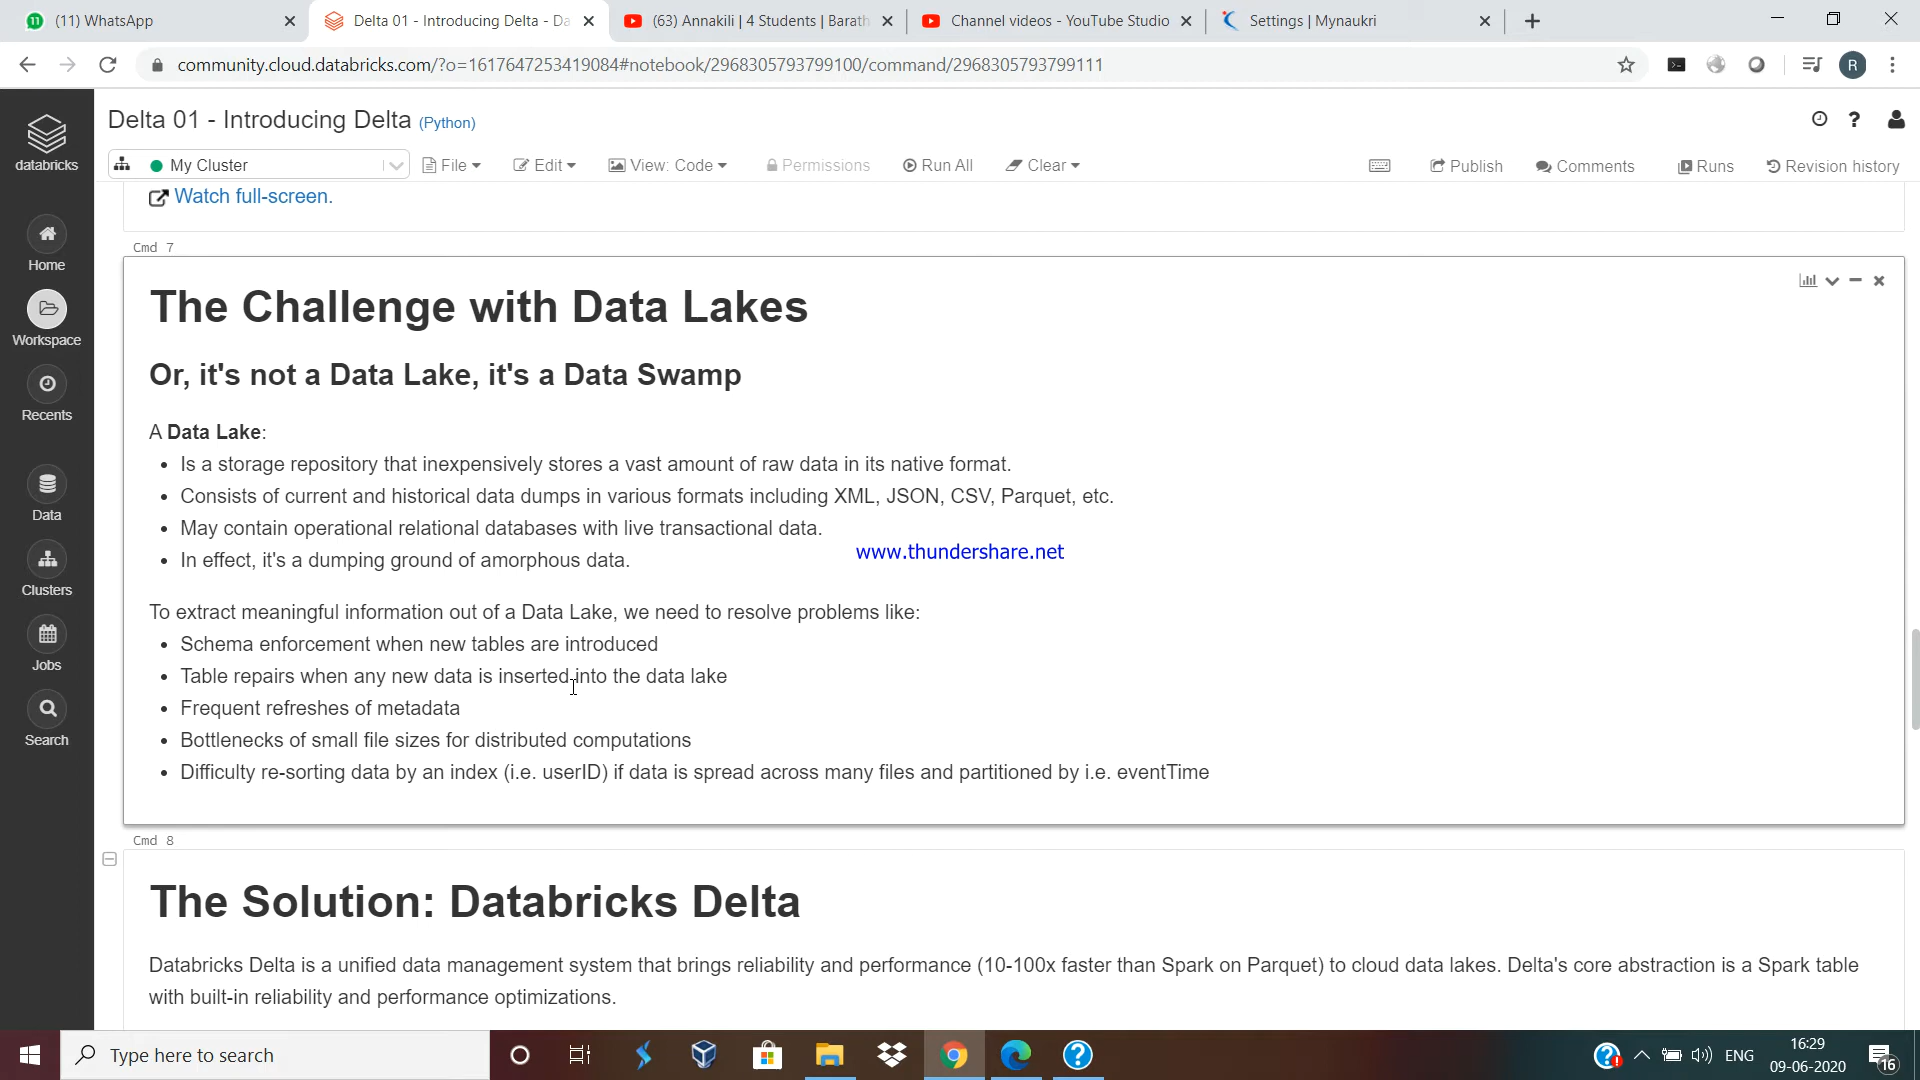 (11) WhatsApp
Delta 01 - Introducing Delta - Da
(63) Annakili | 4 Students | Barath
Channel videos - YouTube Studio
Settings | Mynaukri
community.cloud.databricks.com/?o=1617647253419084#notebook/2968305793799100/command/2968305793799111
R
databricks
Home
Workspace
Recents
Data
Clusters
Jobs
Search
Delta 01 - Introducing Delta (Python)
My Cluster
File
Edit
View: Code
Permissions
Run All
Clear
Publish
Comments
Runs
Revision history
Watch full-screen.
Cmd 7
The Challenge with Data Lakes
Or, it's not a Data Lake, it's a Data Swamp
A Data Lake:
• Is a storage repository that inexpensively stores a vast amount of raw data in its native format.
• Consists of current and historical data dumps in various formats including XML, JSON, CSV, Parquet, etc.
• May contain operational relational databases with live transactional data.
• In effect, it's a dumping ground of amorphous data.
www.thundershare.net
To extract meaningful information out of a Data Lake, we need to resolve problems like:
• Schema enforcement when new tables are introduced
• Table repairs when any new data is inserted into the data lake
• Frequent refreshes of metadata
• Bottlenecks of small file sizes for distributed computations
• Difficulty re-sorting data by an index (i.e. userID) if data is spread across many files and partitioned by i.e. eventTime
Cmd 8
The Solution: Databricks Delta
Databricks Delta is a unified data management system that brings reliability and performance (10-100x faster than Spark on Parquet) to cloud data lakes. Delta's core abstraction is a Spark table
with built-in reliability and performance optimizations.
Type here to search
ENG
16:29
09-06-2020
16